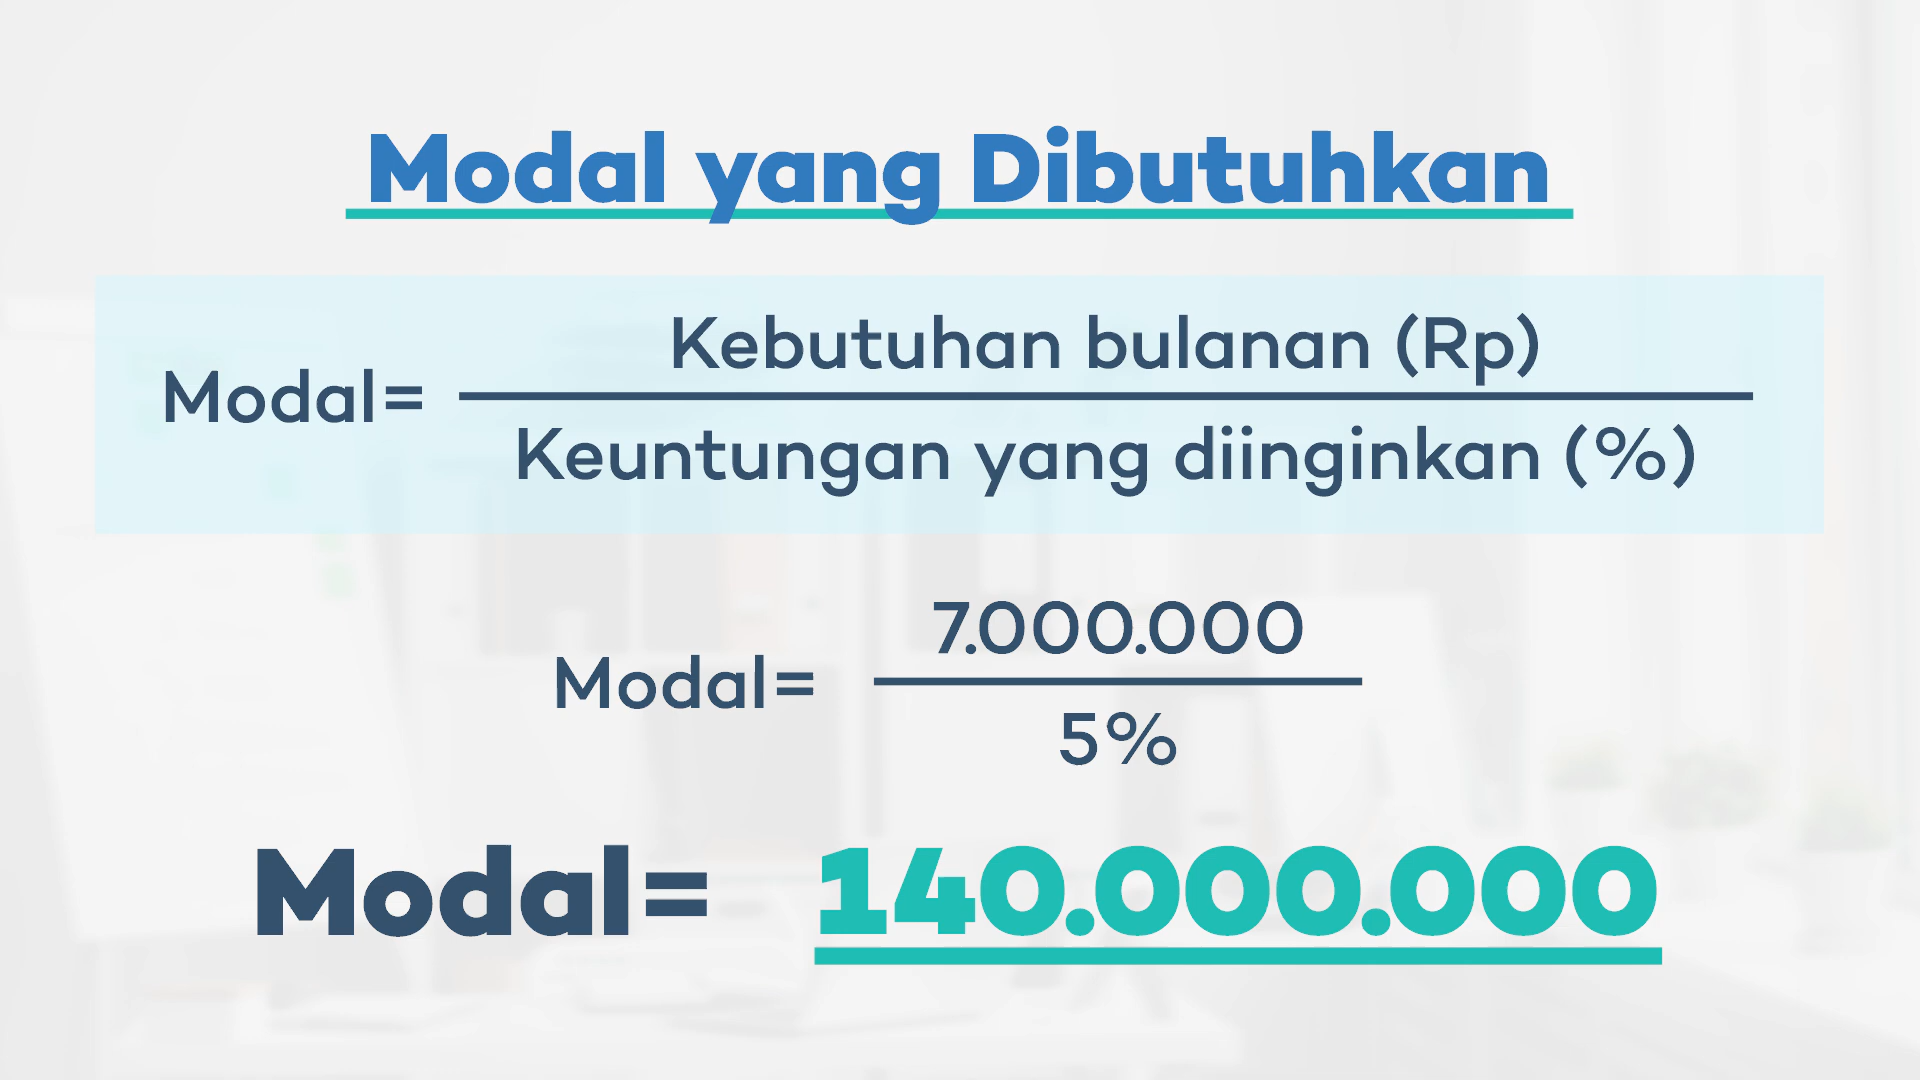 Modal yang Dibutuhkan
Kebutuhan bulanan (Rp)
Modal=
Keuntungan yang diinginkan (%)
7.000.000
Modal=
5%
Modal= 140.000.000